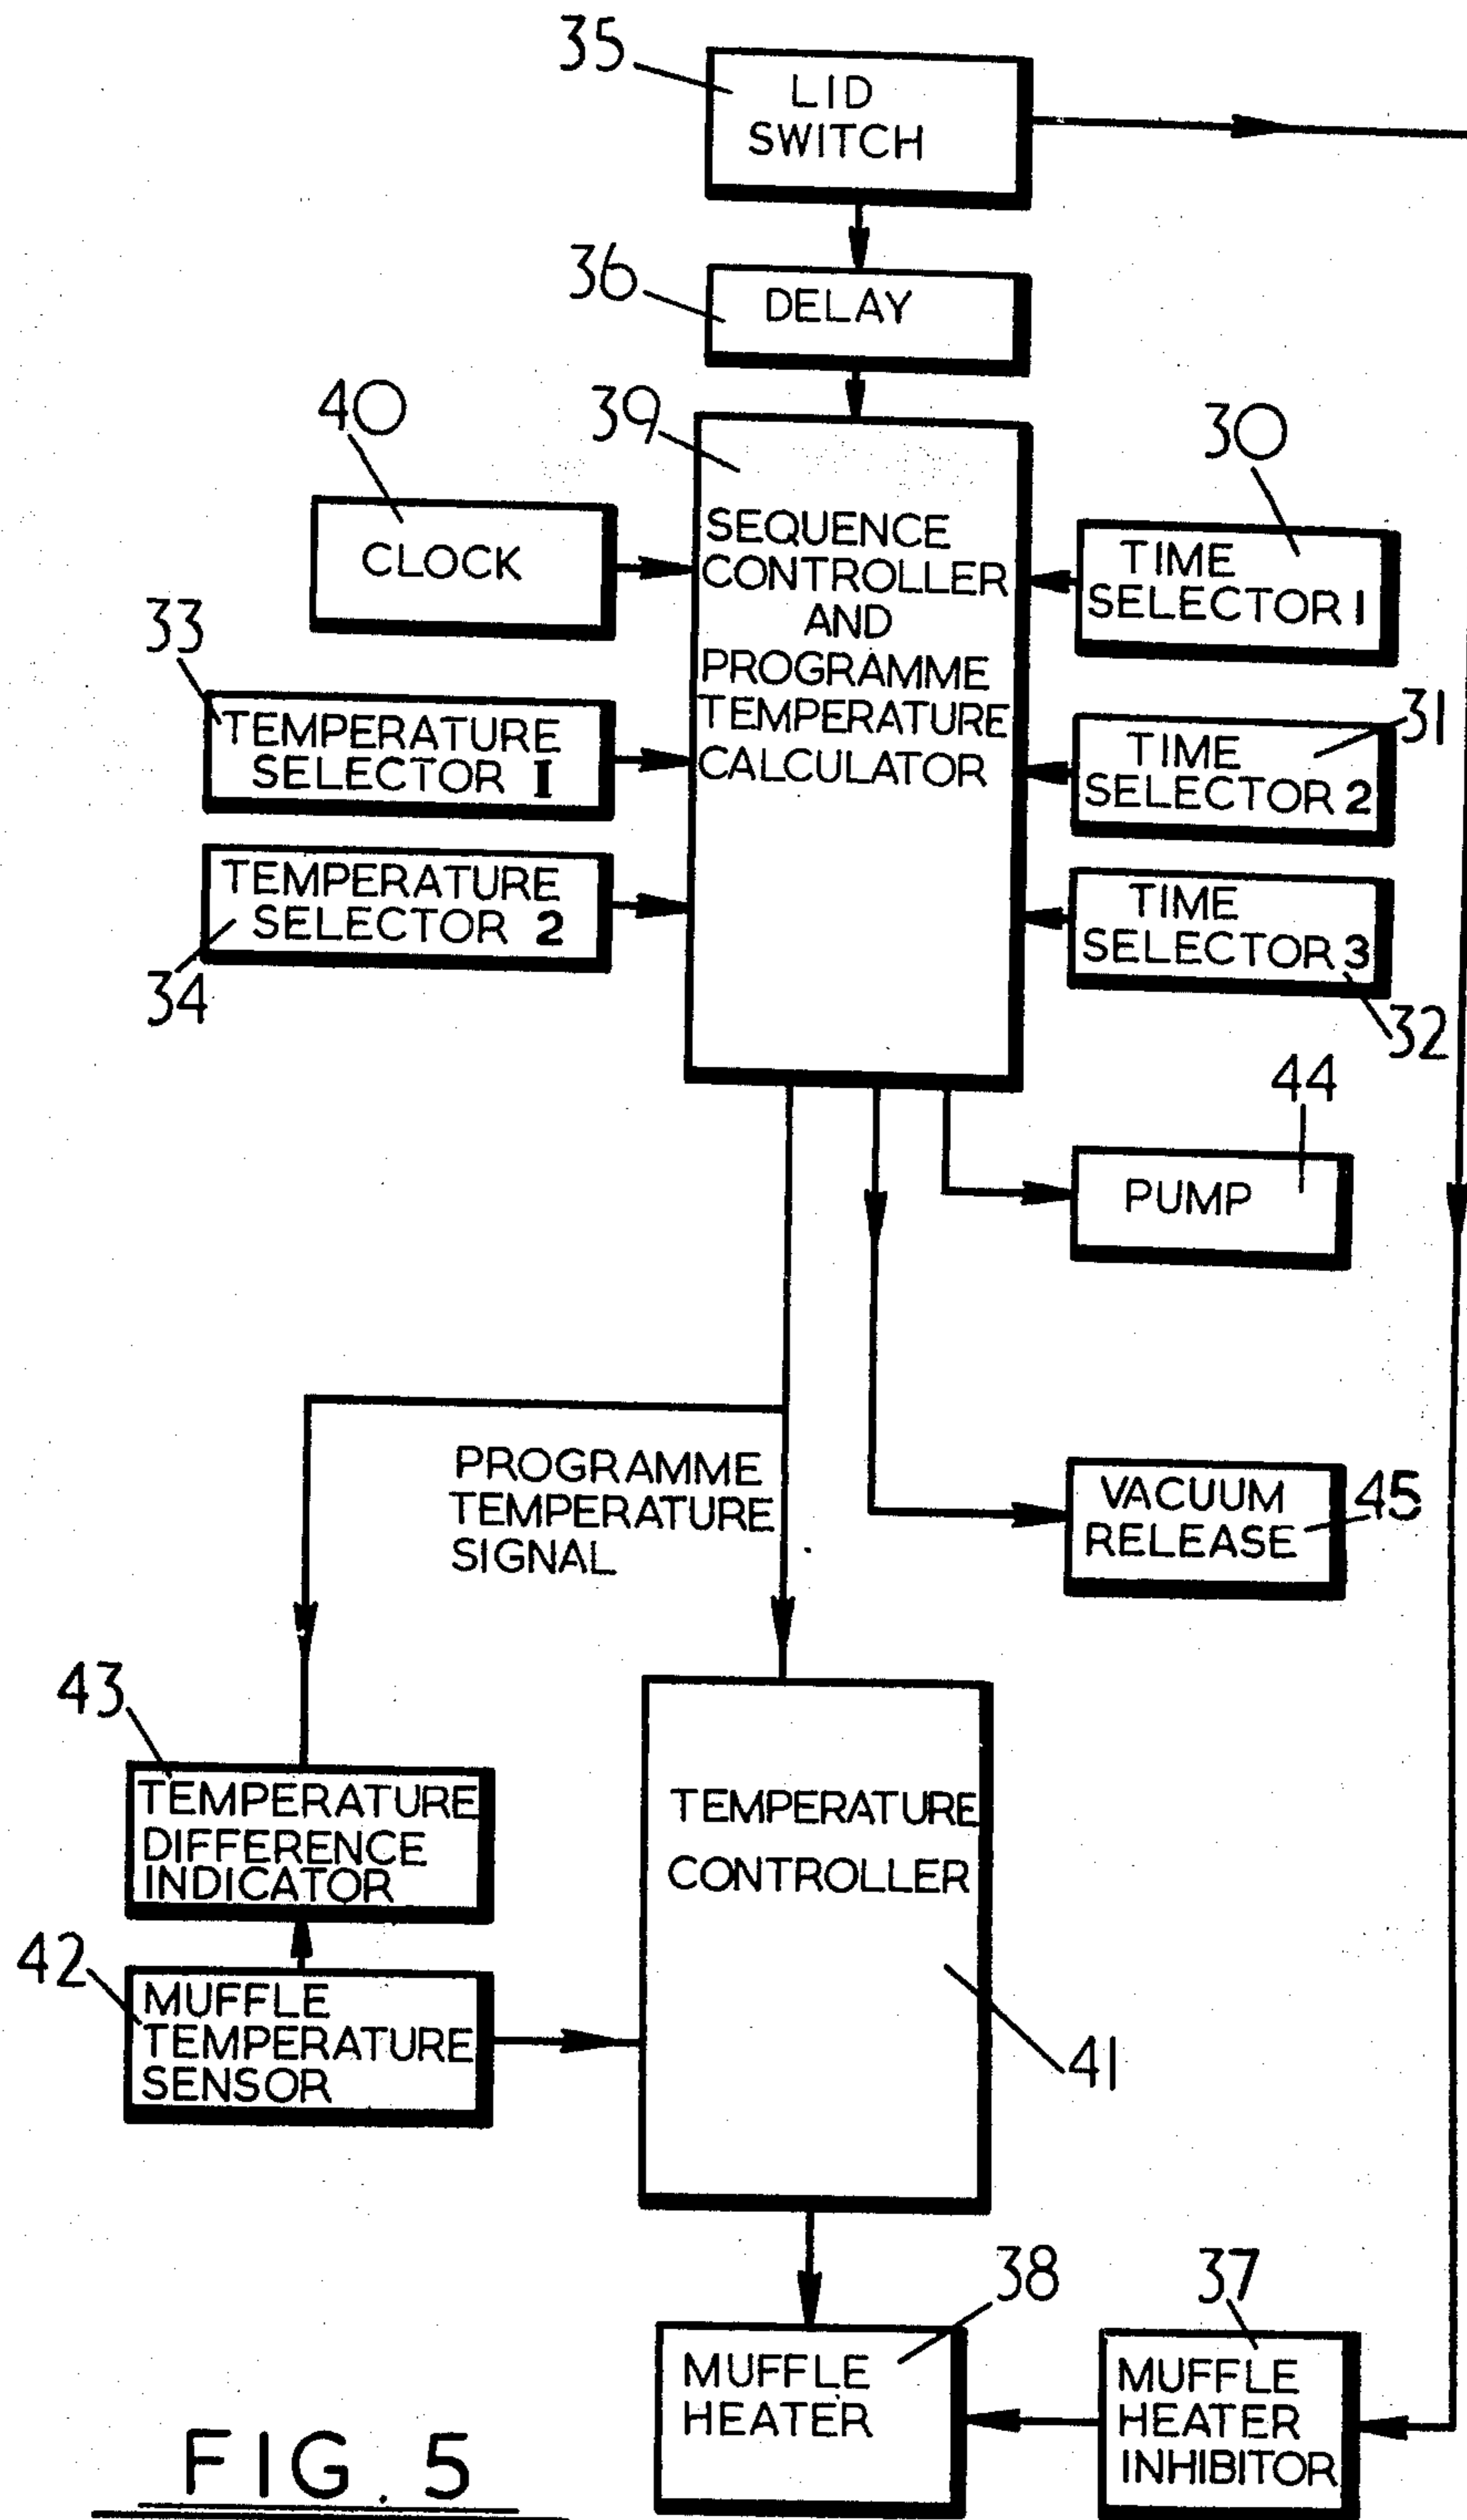 35
LID
SWITCH
36
DELAY
40
39
30
CLOCK
SEQUENCE
CONTROLLER
AND
PROGRAMME
TEMPERATURE
CALCULATOR
TIME
SELECTOR 1
33
TEMPERATURE
SELECTOR 1
31
TIME
SELECTOR 2
TEMPERATURE
SELECTOR 2
34
TIME
SELECTOR 3
32
44
PUMP
PROGRAMME
TEMPERATURE
SIGNAL
VACUUM
RELEASE
45
43
TEMPERATURE
DIFFERENCE
INDICATOR
TEMPERATURE
CONTROLLER
42
MUFFLE
TEMPERATURE
SENSOR
41
38
37
MUFFLE
HEATER
MUFFLE
HEATER
INHIBITOR
FIG. 5